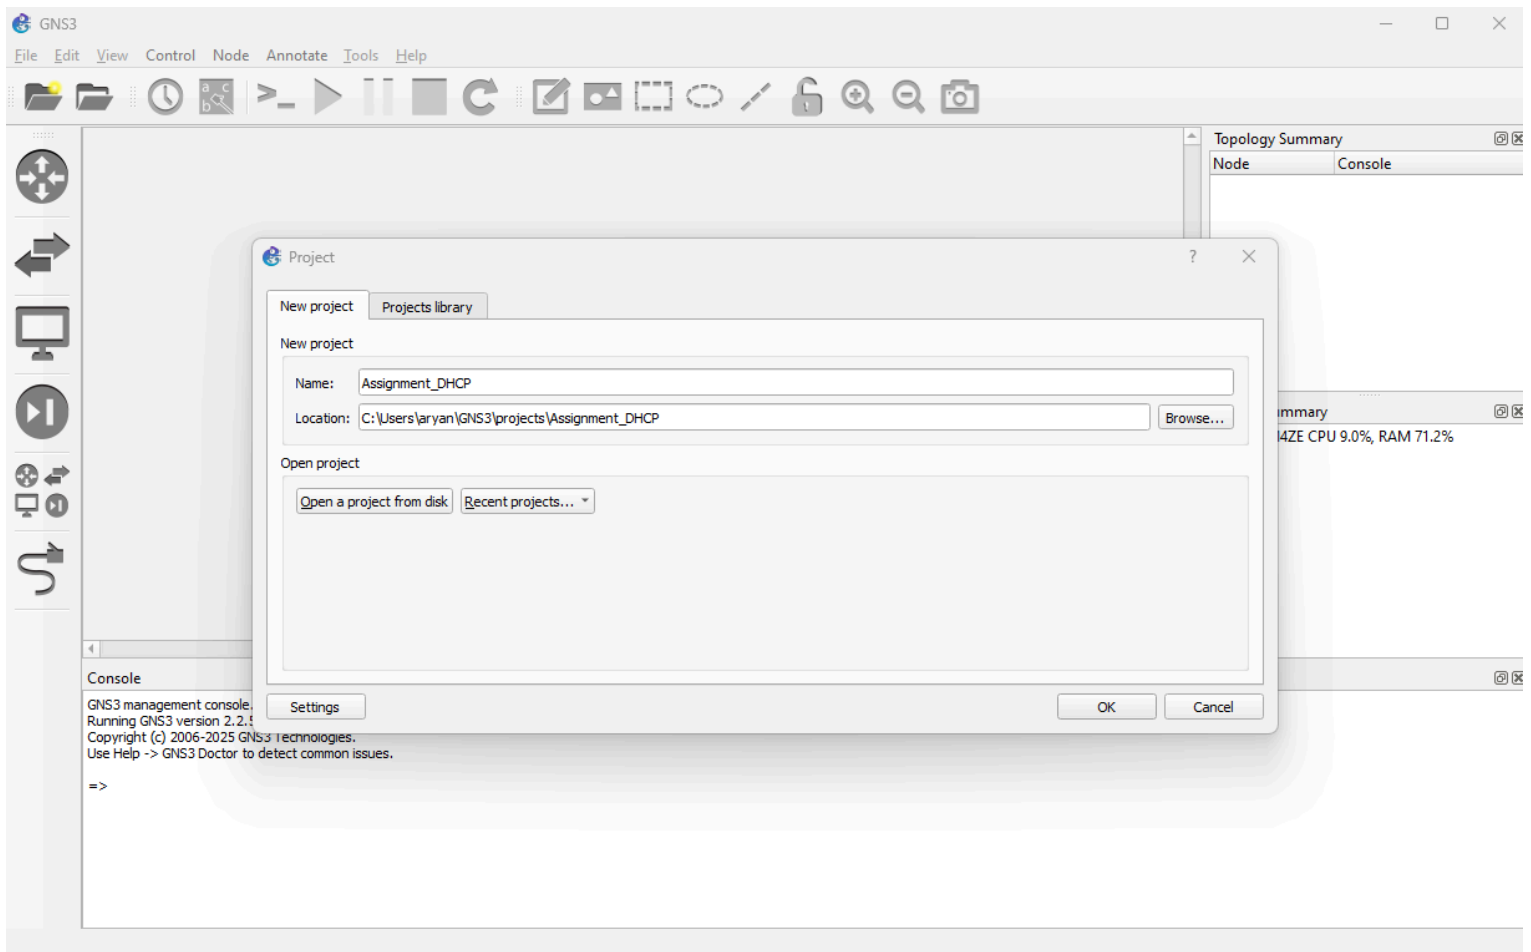 GNS3
File Edit View Control Node Annotate Tools Help
Topology Summary
Node Console
Project
New project Projects library
New project
Name: Assignment_DHCP
Location: C:\Users\aryan\GNS3\projects\Assignment_DHCP Browse...
Open project
Open a project from disk Recent projects...
Settings OK Cancel
ummary
CPU 9.0%, RAM 71.2%
Console
GNS3 management console.
Running GNS3 version 2.2.
Copyright (c) 2006-2025 GNS3 Technologies.
Use Help -> GNS3 Doctor to detect common issues.
=>